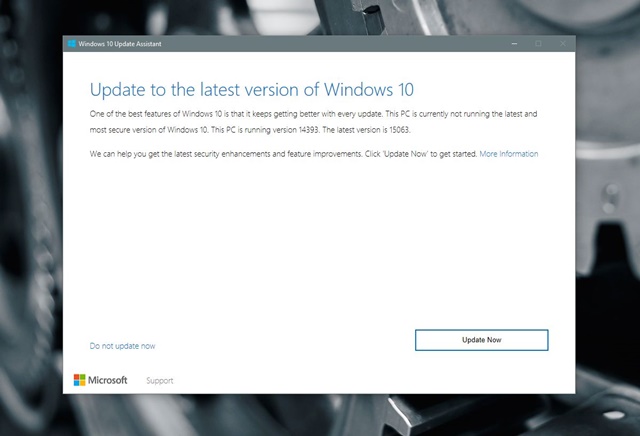 Windows 10 Update Assistant
Update to the latest version of Windows 10
One of the best features of Windows 10 is that it keeps getting better with every update. This PC is currently not running the latest and
most secure version of Windows 10. This PC is running version 14393. The latest version is 15063.
We can help you get the latest security enhancements and feature improvements. Click 'Update Now' to get started. More Information
Do not update now
Update Now
Microsoft
Support